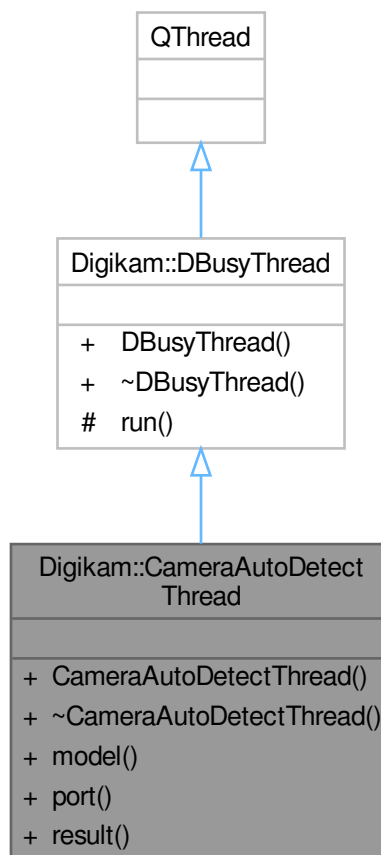 QThread
Digikam::DBusyThread
+ DBusyThread()
+ ~DBusyThread()
# run()
Digikam::CameraAutoDetect
Thread
+ CameraAutoDetectThread()
+ ~CameraAutoDetectThread()
+ model()
+ port()
+ result()